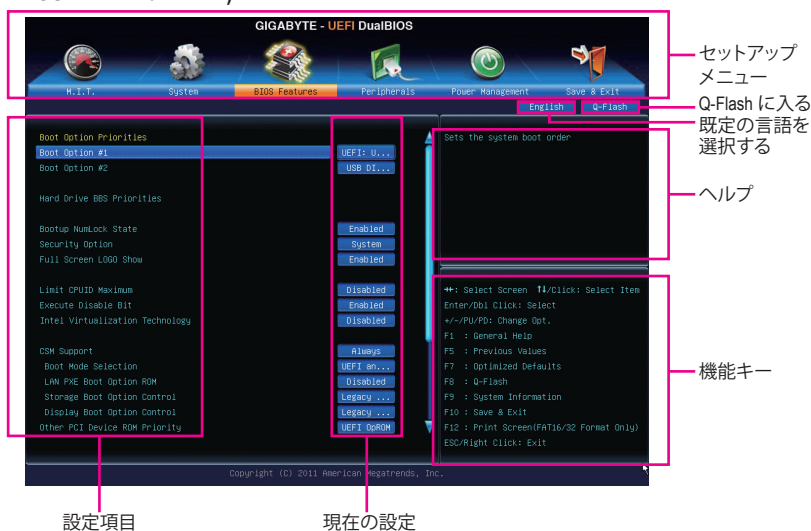 GIGABYTE - UEFI DualBIOS
M.I.T.
System
BIOS Features
Peripherals
Power Management
Save & Exit
English
Q-Flash
セットアップ
メニュー
Q-Flash に入る
既定の言語を
選択する
Boot Option Priorities
Boot Option #1
UEFI: U...
Boot Option #2
USB DI...
Hard Drive BBS Priorities
Bootup NumLock State
Enabled
Security Option
System
Full Screen LOGO Show
Enabled
Limit CPUID Maximum
Disabled
Execute Disable Bit
Enabled
Intel Virtualization Technology
Disabled
CSM Support
Always
Boot Mode Selection
UEFI an...
LAN PXE Boot Option ROM
Disabled
Storage Boot Option Control
Legacy ...
Display Boot Option Control
Legacy ...
Other PCI Device ROM Priority
UEFI OpROM
Sets the system boot order
ヘルプ
→←: Select Screen ↑↓/Click: Select Item
Enter/Dbl Click: Select
+/-/PU/PD: Change Opt.
F1 : General Help
F5 : Previous Values
F7 : Optimized Defaults
F8 : Q-Flash
F9 : System Information
F10 : Save & Exit
F12 : Print Screen(FAT16/32 Format Only)
ESC/Right Click: Exit
機能キー
Copyright (C) 2011 American Megatrends, Inc.
設定項目
現在の設定